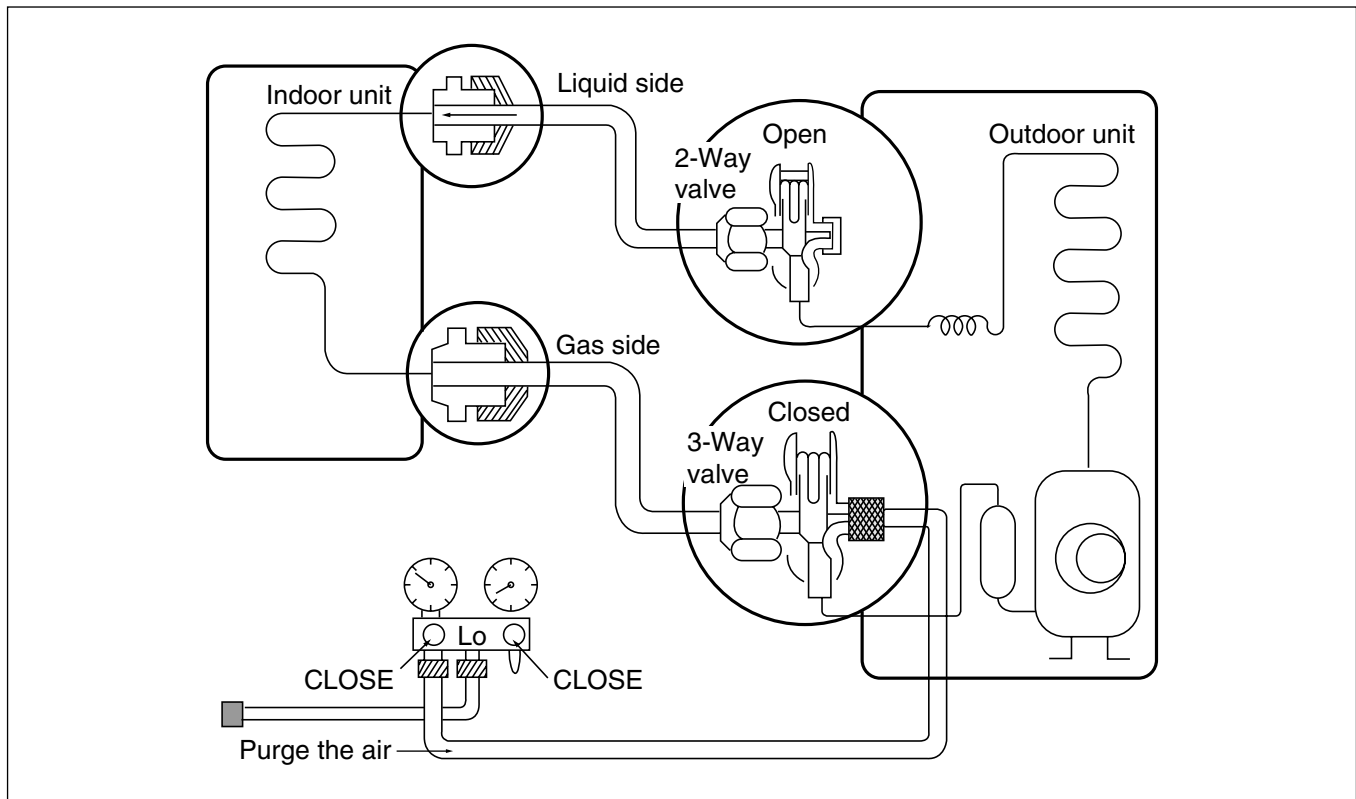 Indoor unit
Liquid side
Open
2-Way
valve
Outdoor unit
Gas side
Closed
3-Way
valve
Lo
CLOSE
CLOSE
Purge the air